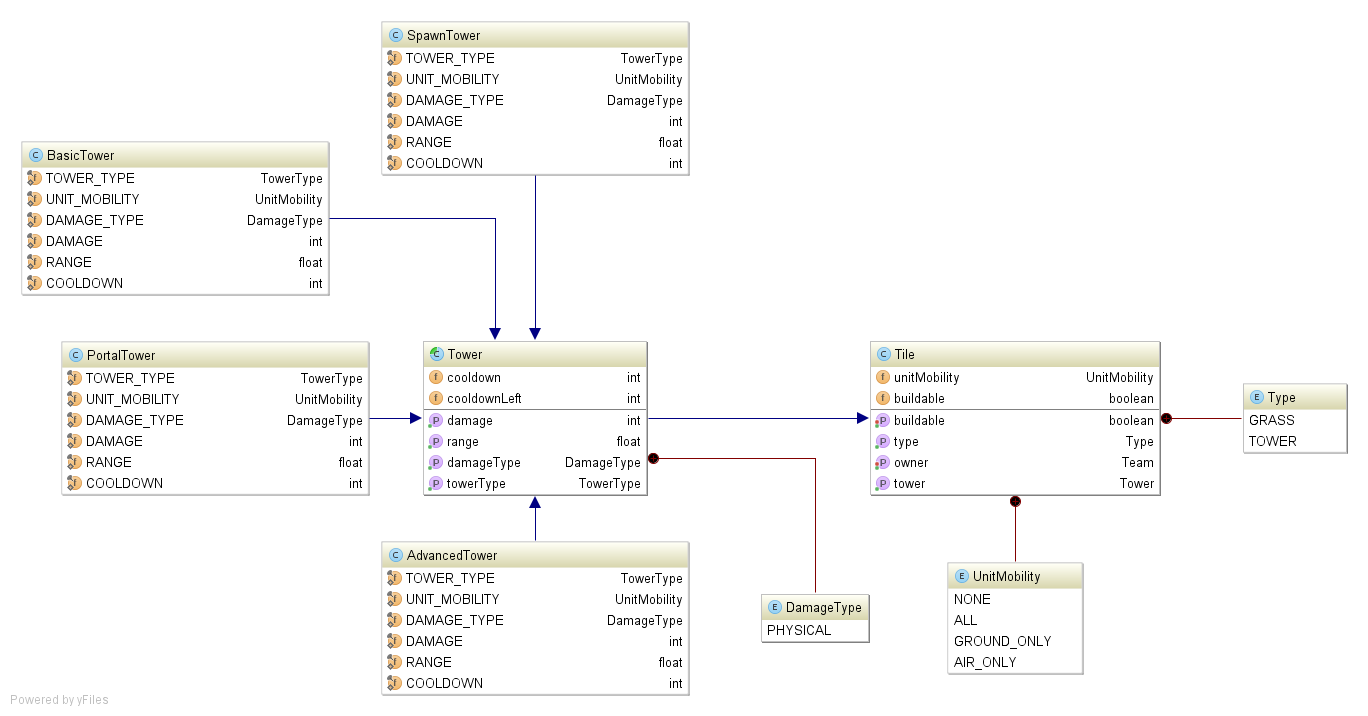 SpawnTower
TOWER_TYPE TowerType
UNIT_MOBILITY UnitMobility
DAMAGE_TYPE DamageType
DAMAGE int
RANGE float
COOLDOWN int
BasicTower
TOWER_TYPE TowerType
UNIT_MOBILITY UnitMobility
DAMAGE_TYPE DamageType
DAMAGE int
RANGE float
COOLDOWN int
PortalTower
TOWER_TYPE TowerType
UNIT_MOBILITY UnitMobility
DAMAGE_TYPE DamageType
DAMAGE int
RANGE float
COOLDOWN int
Tower
cooldown int
cooldownLeft int
damage int
range float
damageType DamageType
towerType TowerType
Tile
unitMobility UnitMobility
buildable boolean
buildable boolean
type Type
owner Team
tower Tower
Type
GRASS
TOWER
AdvancedTower
TOWER_TYPE TowerType
UNIT_MOBILITY UnitMobility
DAMAGE_TYPE DamageType
DAMAGE int
RANGE float
COOLDOWN int
DamageType
PHYSICAL
UnitMobility
NONE
ALL
GROUND_ONLY
AIR_ONLY
Powered by yFiles